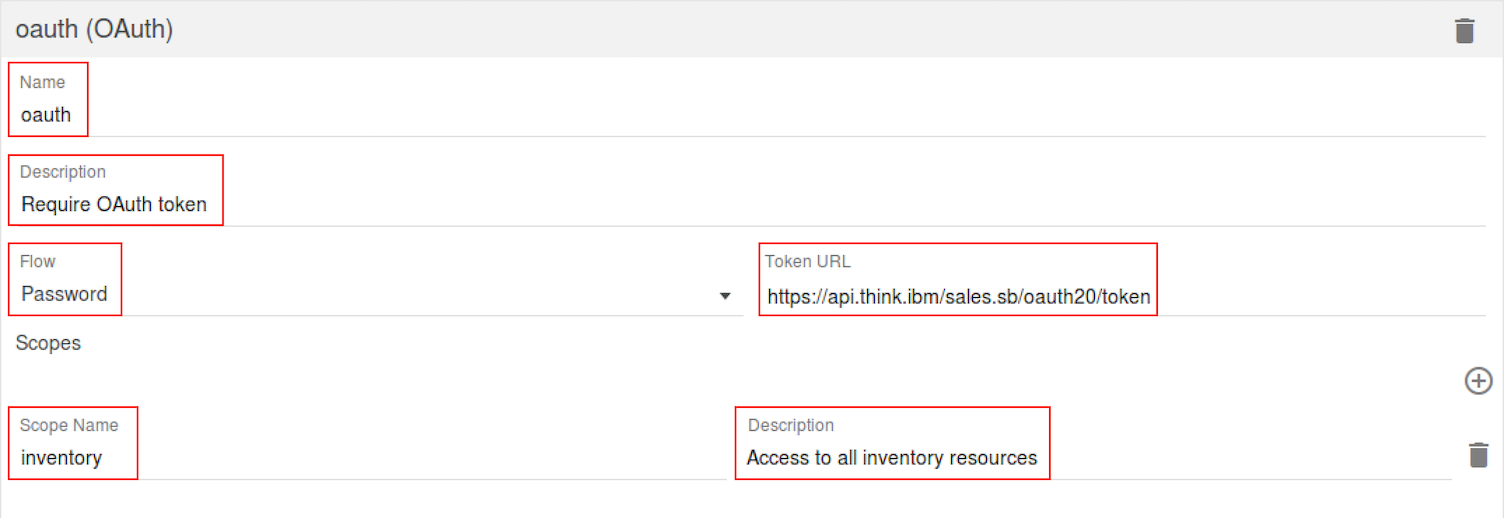 oauth (OAuth)
Name
oauth
Description
Require OAuth token
Flow
Password
Token URL
https://api.think.ibm/sales.sb/oauth20/token
Scopes
Scope Name
inventory
Description
Access to all inventory resources